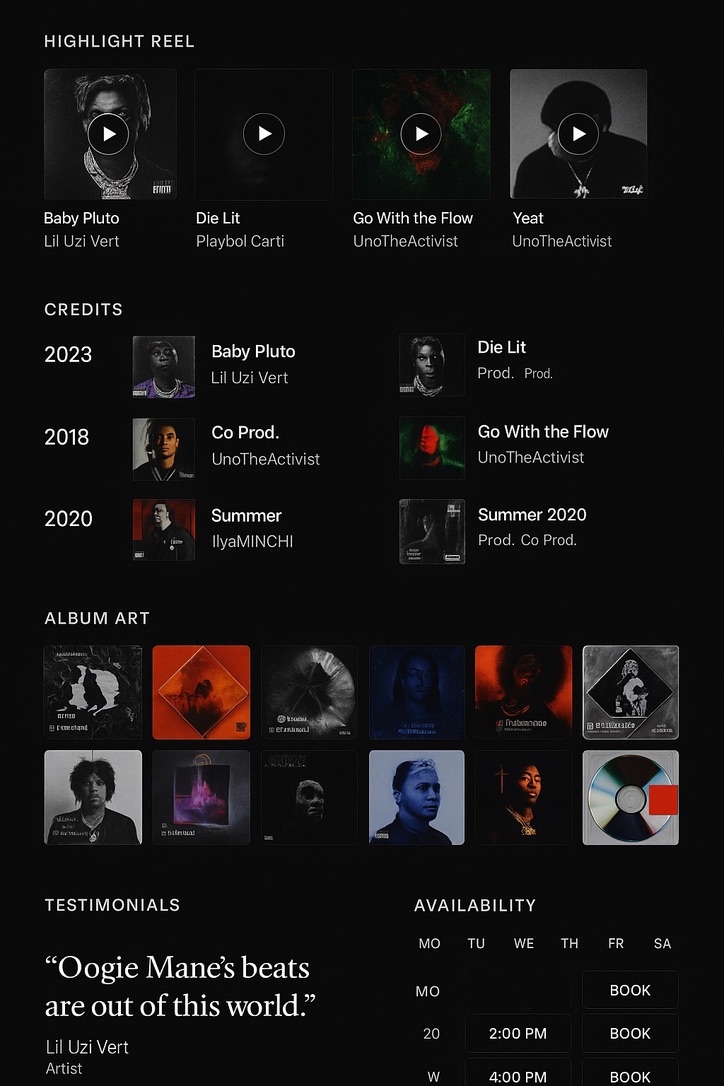 HIGHLIGHT REEL
Baby Pluto
Lil Uzi Vert
Die Lit
Playbol Carti
Go With the Flow
UnoTheActivist
Yeat
UnoTheActivist
CREDITS
2023
Baby Pluto
Lil Uzi Vert
Die Lit
Prod. Prod.
2018
Co Prod.
UnoTheActivist
Go With the Flow
UnoTheActivist
2020
Summer
IlyaMINCHI
Summer 2020
Prod. Co Prod.
ALBUM ART
TESTIMONIALS
“Oogie Mane’s beats
are out of this world.”
Lil Uzi Vert
Artist
AVAILABILITY
MO TU WE TH FR SA
MO BOOK
20 2:00 PM BOOK
W 4:00 PM BOOK